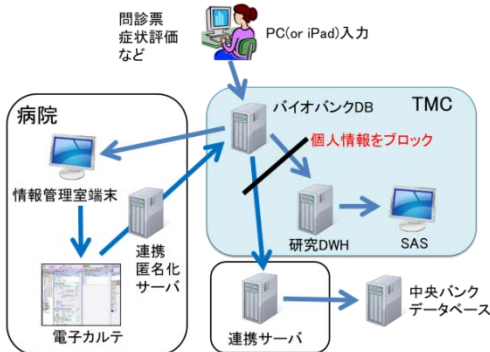 問診票
症状評価
など
PC(or iPad)入力
病院
バイオバンクDB
TMC
個人情報をブロック
情報管理室端末
連携
匿名化
サーバ
研究DWH
SAS
電子カルテ
連携サーバ
中央バンク
データベース